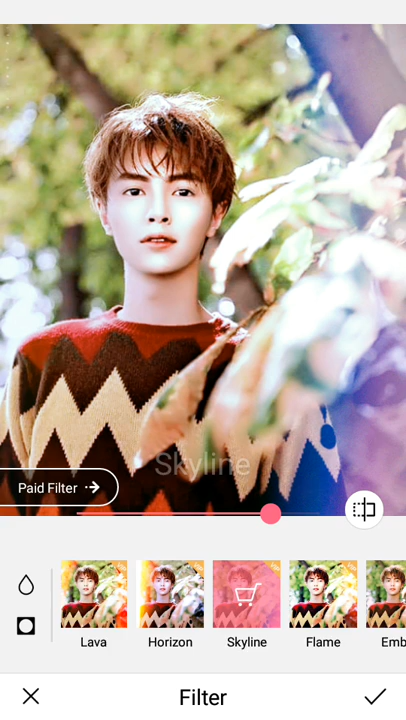 Skyline
Paid Filter
Lava
Horizon
Skyline
Flame
Emb
Filter